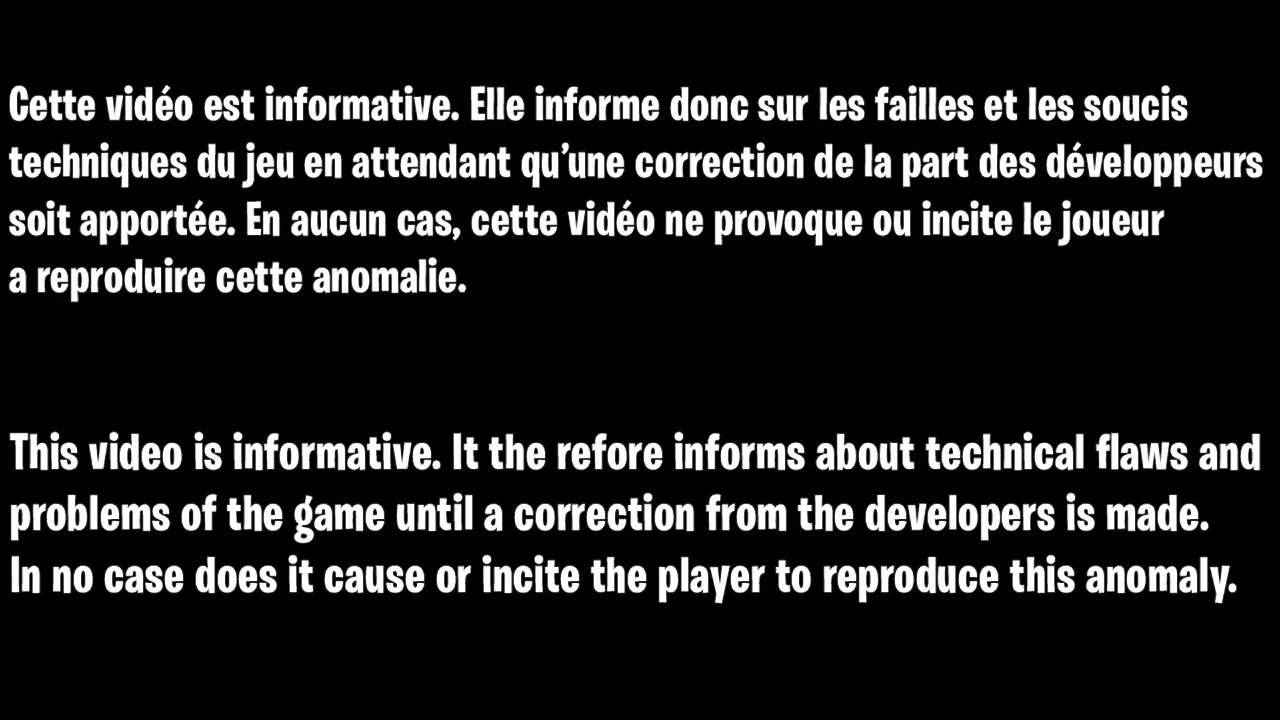 Cette vidéo est informative. Elle informe donc sur les failles et les soucis
techniques du jeu en attendant qu’une correction de la part des développeurs
soit apportée. En aucun cas, cette vidéo ne provoque ou incite le joueur
a reproduire cette anomalie.
This video is informative. It the refore informs about technical flaws and
problems of the game until a correction from the developers is made.
In no case does it cause or incite the player to reproduce this anomaly.